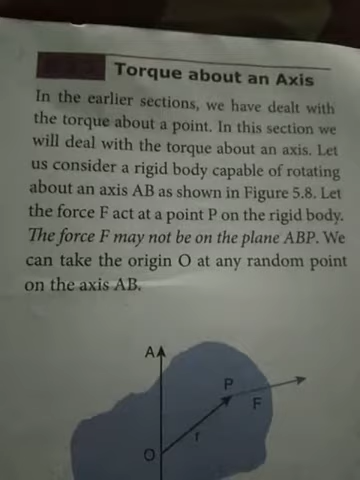 Torque about an Axis
In the earlier sections, we have dealt with
the torque about a point. In this section we
will deal with the torque about an axis. Let
us consider a rigid body capable of rotating
about an axis AB as shown in Figure 5.8. Let
the force F act at a point P on the rigid body.
The force F may not be on the plane ABP. We
can take the origin O at any random point
on the axis AB.
A
P
F
r
O